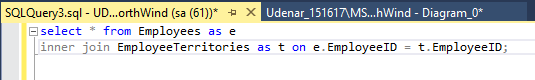 SQLQuery3.sql - UD...orthWind (sa (61))* Udenar_151617\MS...hWind - Diagram_0*
select * from Employees as e
inner join EmployeeTerritories as t on e.EmployeeID = t.EmployeeID;